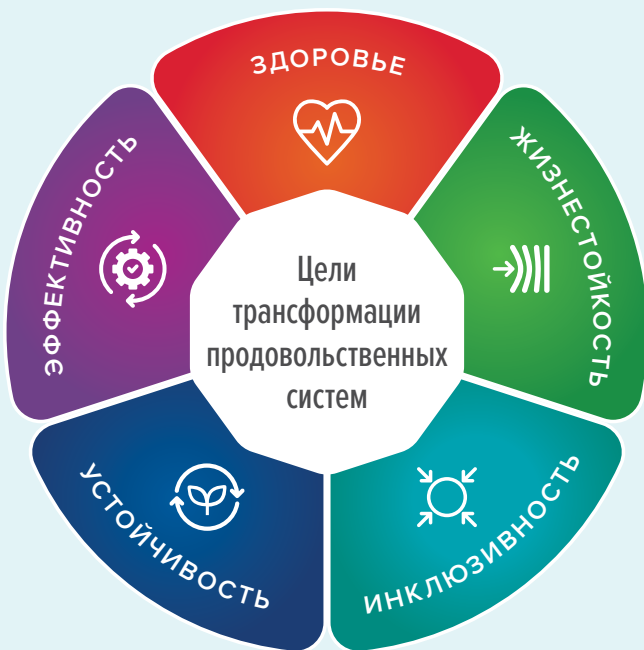 ЗДОРОВЬЕ
ЖИЗНЕСТОЙКОСТЬ
ИНКЛЮЗИВНОСТЬ
УСТОЙЧИВОСТЬ
ЭФФЕКТИВНОСТЬ
Цели
трансформации
продовольственных
систем